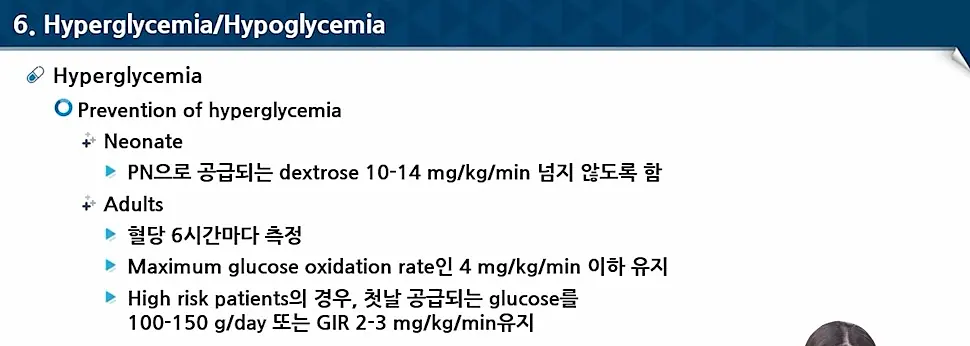 6. Hyperglycemia/Hypoglycemia
Hyperglycemia
Prevention of hyperglycemia
Neonate
PN으로 공급되는 dextrose 10-14 mg/kg/min 넘지 않도록 함
Adults
혈당 6시간마다 측정
Maximum glucose oxidation rate인 4 mg/kg/min 이하 유지
High risk patients의 경우, 첫날 공급되는 glucose를
100-150 g/day 또는 GIR 2-3 mg/kg/min유지